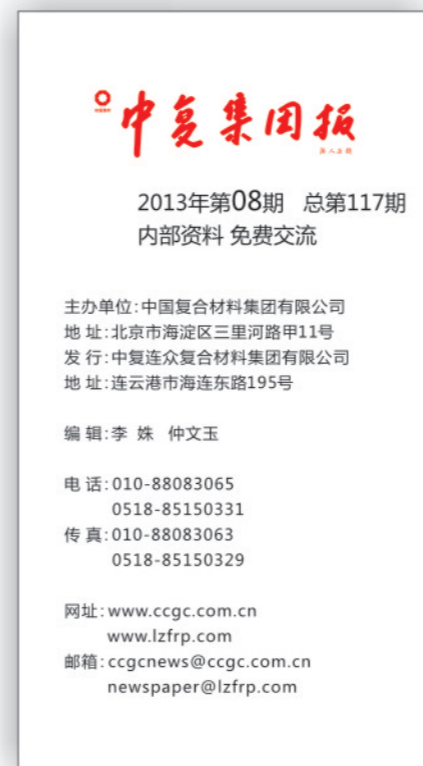 中复集团报
2013年第08期 总第117期
内部资料 免费交流
主办单位:中国复合材料集团有限公司
地 址:北京市海淀区三里河路甲11号
发 行:中复连众复合材料集团有限公司
地 址:连云港市海连东路195号
编 辑:李 姝 仲文玉
电 话:010-88083065
0518-85150331
传 真:010-88083063
0518-85150329
网址:www.ccgc.com.cn
www.lzfrp.com
邮箱:ccgcnews@ccgc.com.cn
newspaper@lzfrp.com